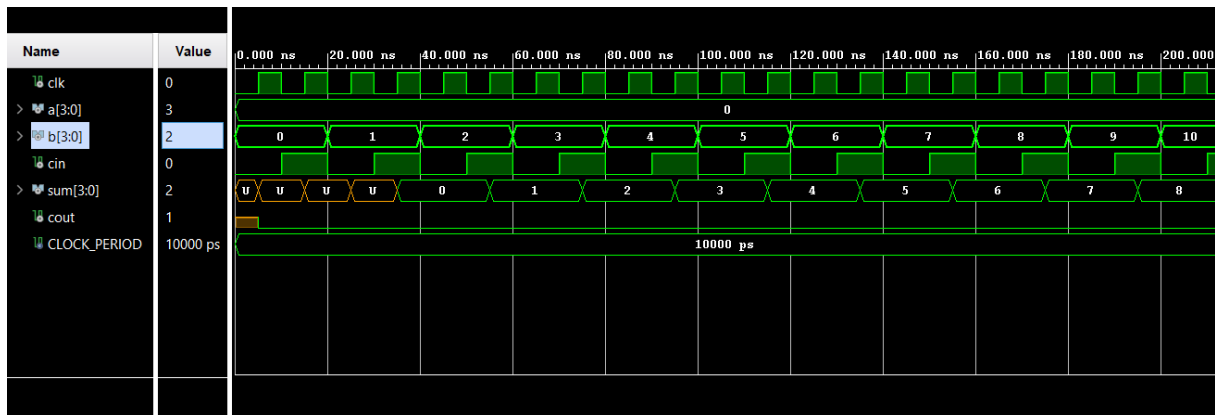 Name Value 0.000 ns 20.000 ns 40.000 ns 60.000 ns 80.000 ns 100.000 ns 120.000 ns 140.000 ns 160.000 ns 180.000 ns 200.000
clk 0
a[3:0] 3 0
b[3:0] 2 0 1 2 3 4 5 6 7 8 9 10
cin 0
sum[3:0] 2 U U U U 0 1 2 3 4 5 6 7 8
cout 1
CLOCK_PERIOD 10000 ps 10000 ps